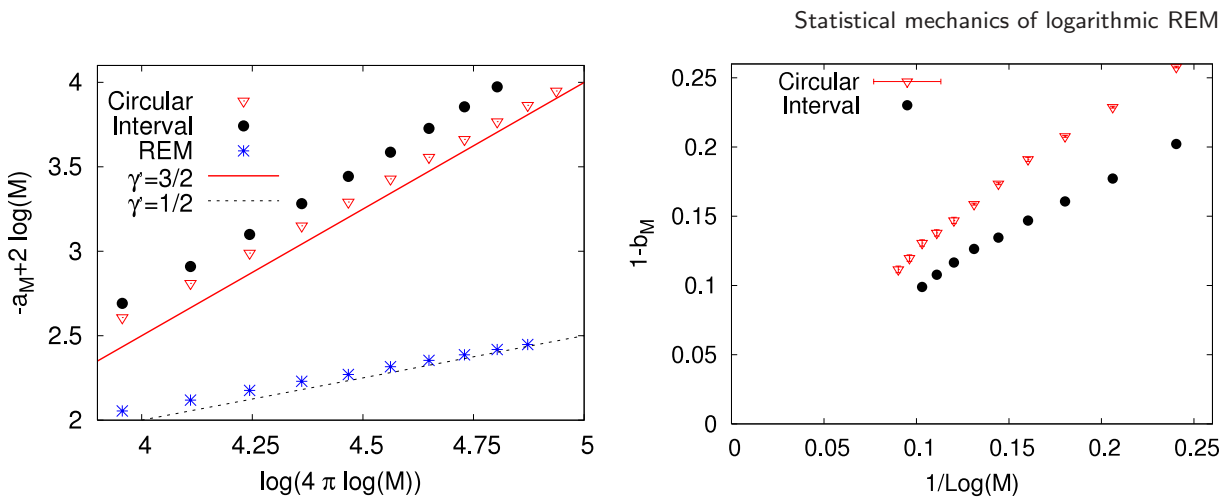 Statistical mechanics of logarithmic REM
-a_M+2 log(M)
4
3.5
3
2.5
2
Circular
Interval
REM
γ'=3/2
γ'=1/2
4
4.25
4.5
4.75
5
log(4 π log(M))
1-b_M
0.25
0.2
0.15
0.1
0.05
0
Circular
Interval
0
0.05
0.1
0.15
0.2
0.25
1/Log(M)